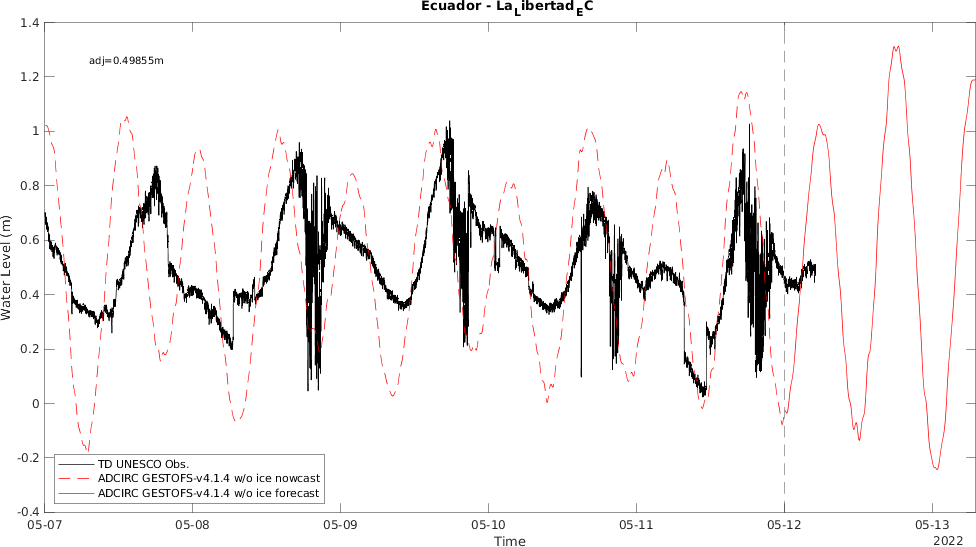 Ecuador - LaLibertadEC
adj=0.49855m
1.4
1.2
1
0.8
0.6
0.4
0.2
0
-0.2
-0.4
Water Level (m)
TD UNESCO Obs.
ADCIRC GESTOFS-v4.1.4 w/o ice nowcast
ADCIRC GESTOFS-v4.1.4 w/o ice forecast
05-07 05-08 05-09 05-10 05-11 05-12 05-13
Time
2022